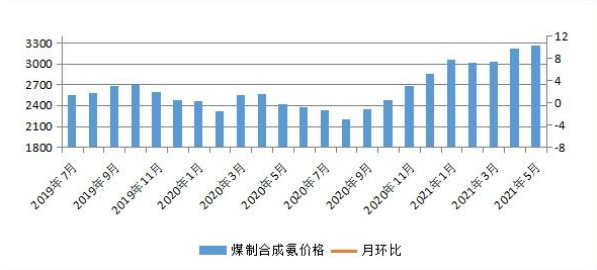 3300
3000
2700
2400
2100
1800
12
8
4
0
-4
-8
2019年7月
2019年9月
2019年11月
2020年1月
2020年3月
2020年5月
2020年7月
2020年9月
2020年11月
2021年1月
2021年3月
2021年5月
煤制合成氨价格 月环比